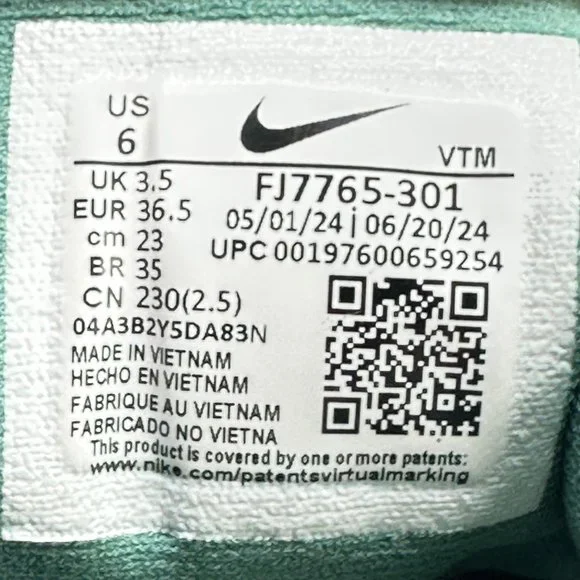 US
6
VTM
UK 3.5
EUR 36.5
cm 23
BR 35
CN 230(2.5)
FJ7765-301
05/01/24 | 06/20/24
UPC 00197600659254
04A3B2Y5DA83N
MADE IN VIETNAM
HECHO EN VIETNAM
FABRIQUE AU VIETNAM
FABRICADO NO VIETNA
This product is covered by one or more patents:
www.nike.com/patentsvirtualmarking